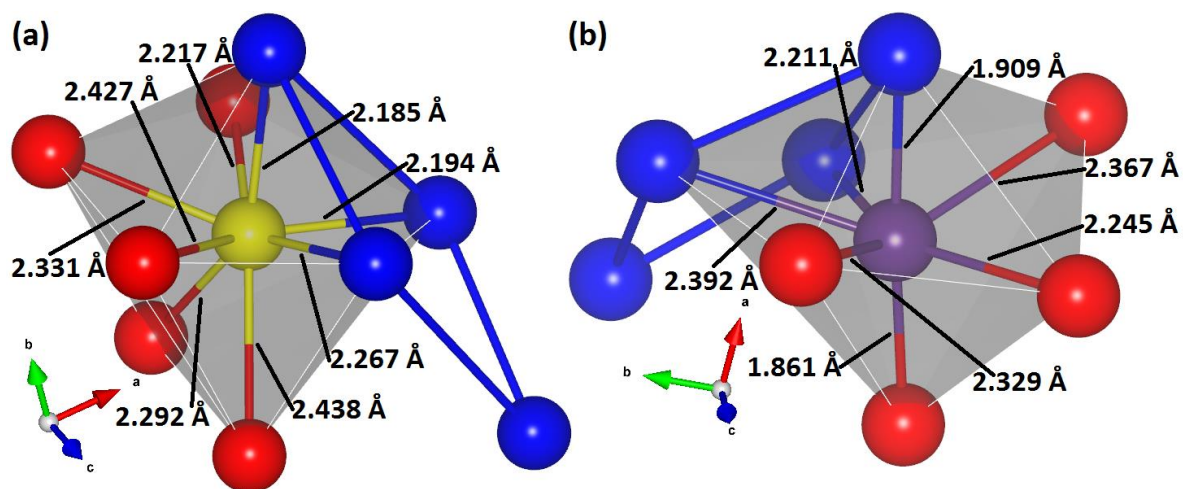 (a)
2.217 Å
2.427 Å
2.185 Å
2.194 Å
2.331 Å
2.267 Å
2.292 Å
2.438 Å
b
a
c
(b)
2.211 Å
1.909 Å
2.367 Å
2.245 Å
2.392 Å
1.861 Å
2.329 Å
a
b
c